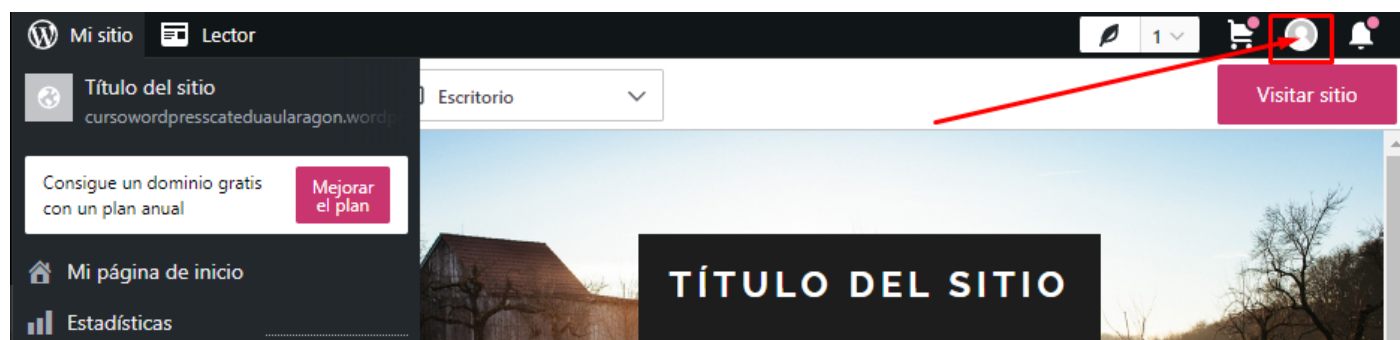 Mi sitio
Lector
1
Título del sitio
cursowordpresscateduaularagon.wordp
Escritorio
Visitar sitio
Consigue un dominio gratis
con un plan anual
Mejorar
el plan
Mi página de inicio
TÍTULO DEL SITIO
Estadísticas